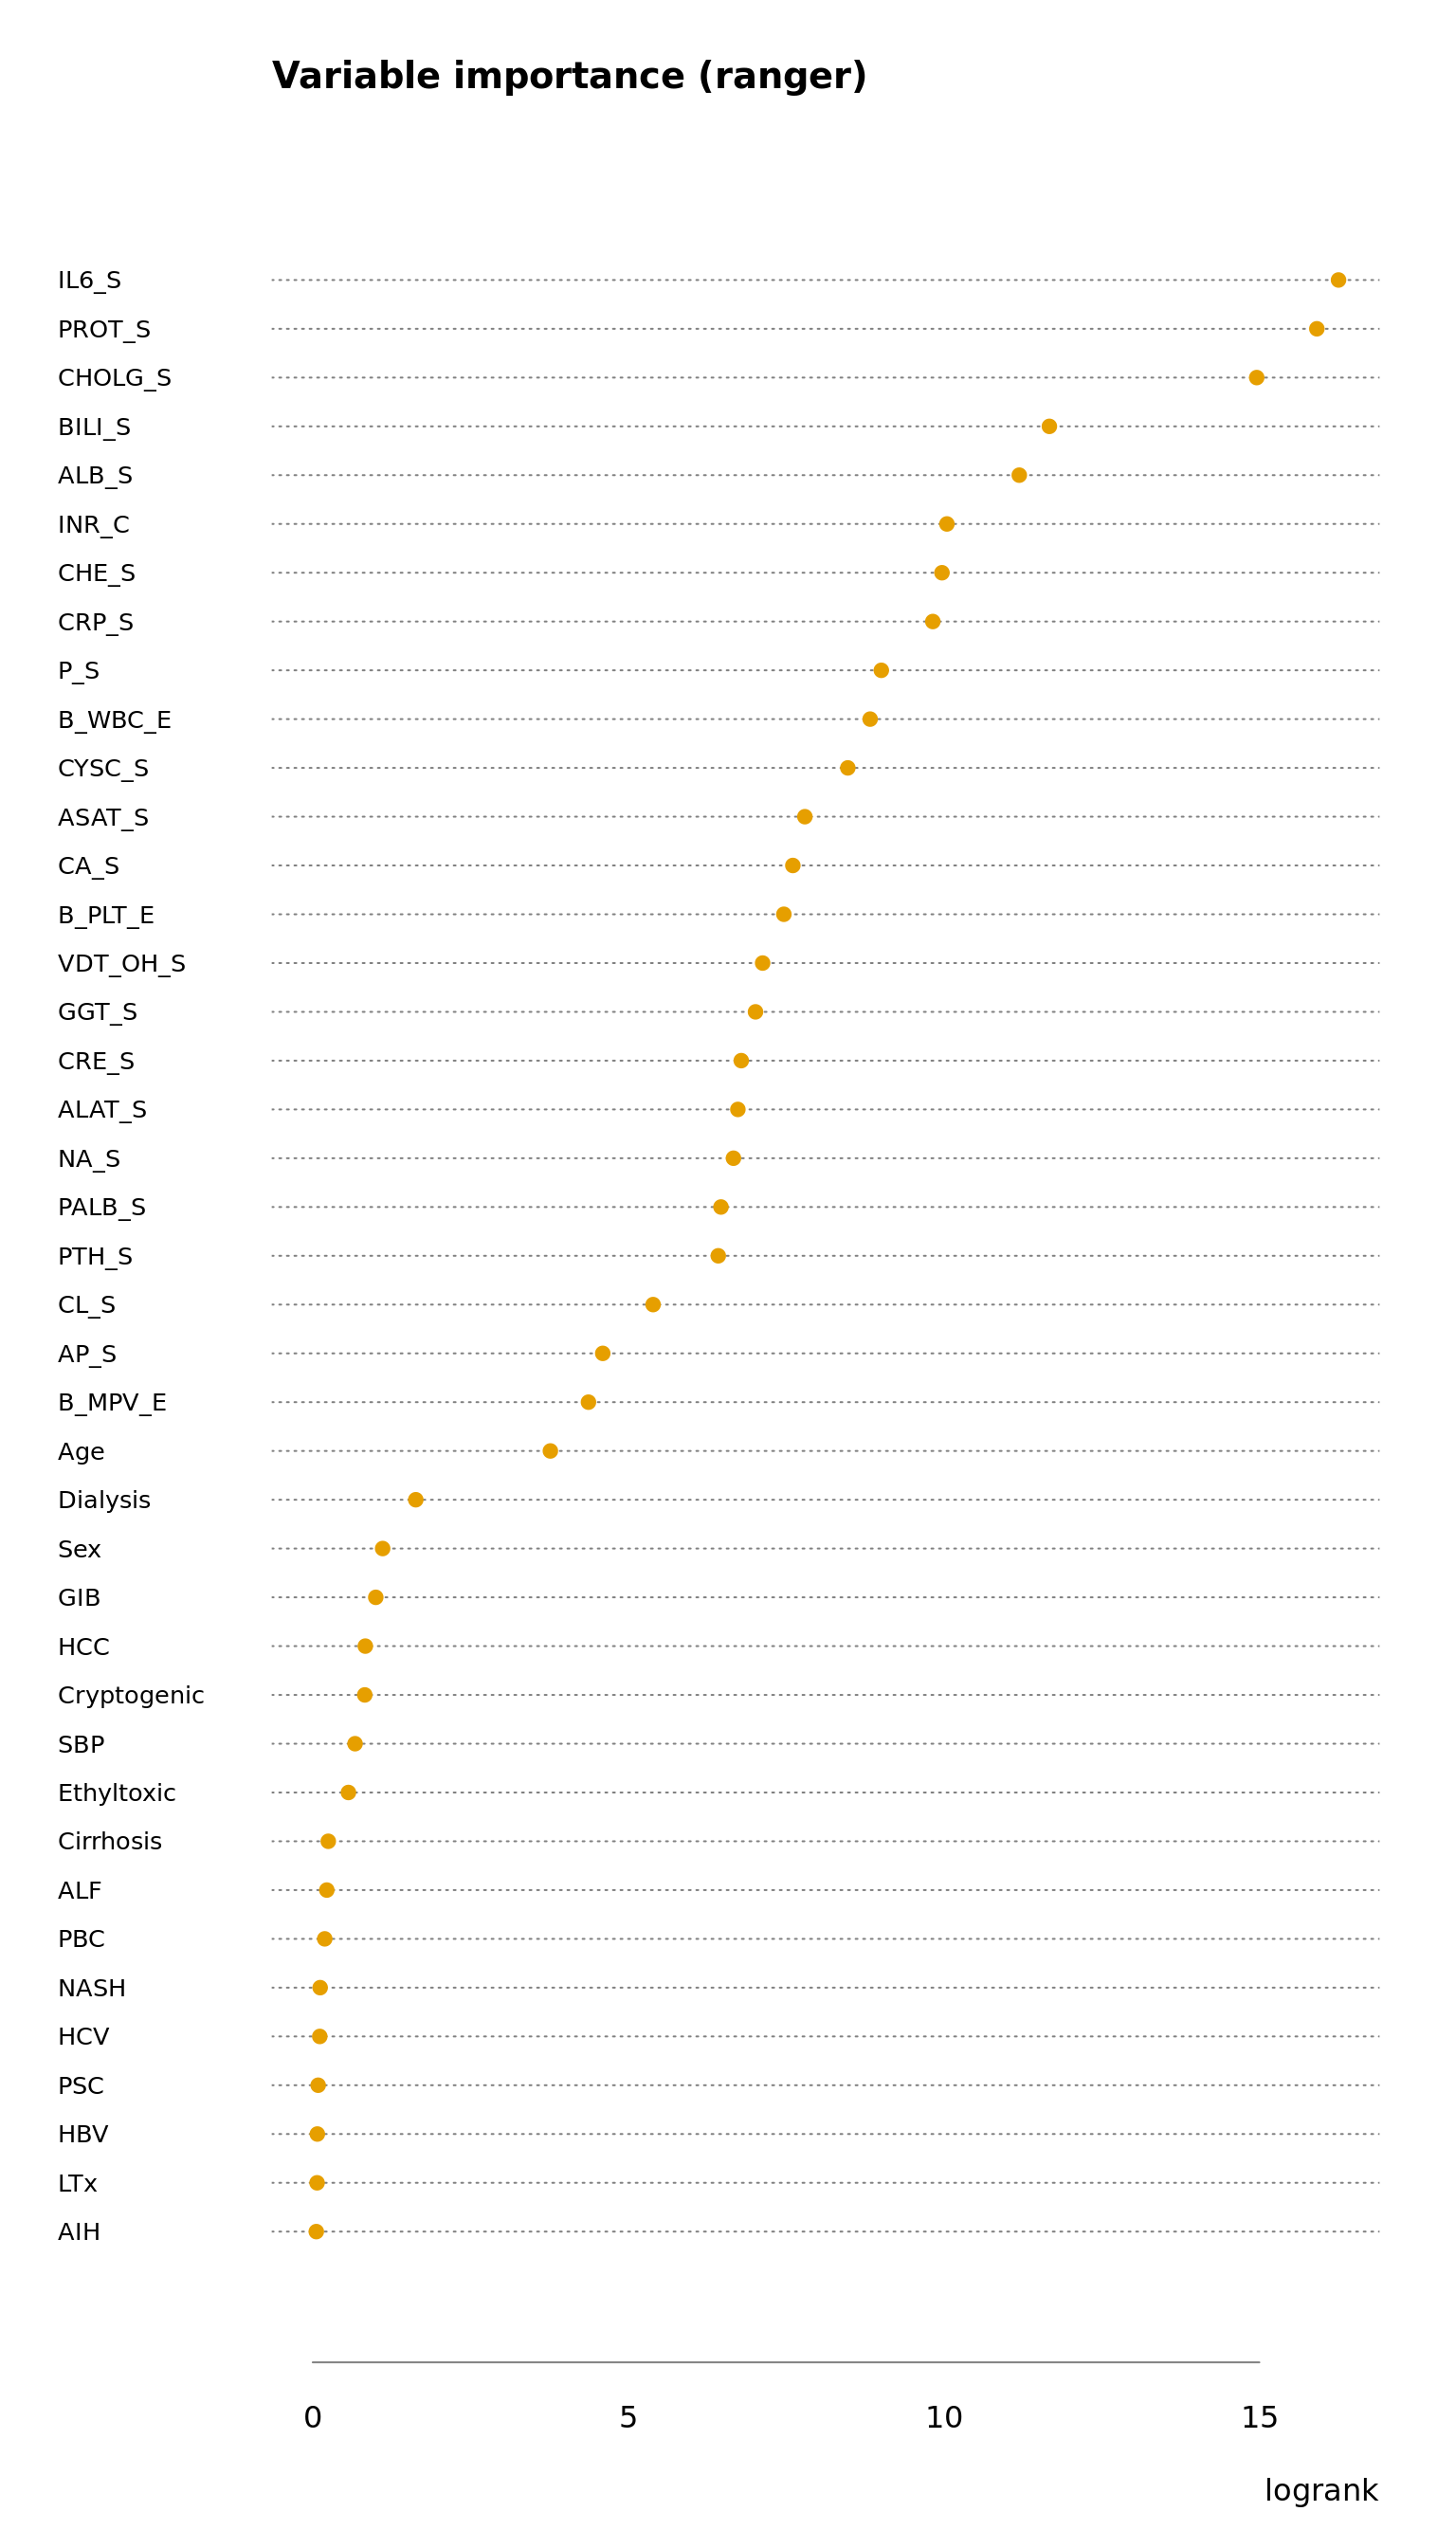 Variable importance (ranger)
IL6_S
PROT_S
CHOLG_S
BILI_S
ALB_S
INR_C
CHE_S
CRP_S
P_S
B_WBC_E
CYSC_S
ASAT_S
CA_S
B_PLT_E
VDT_OH_S
GGT_S
CRE_S
ALAT_S
NA_S
PALB_S
PTH_S
CL_S
AP_S
B_MPV_E
Age
Dialysis
Sex
GIB
HCC
Cryptogenic
SBP
Ethyltoxic
Cirrhosis
ALF
PBC
NASH
HCV
PSC
HBV
LTx
AIH
0 5 10 15
logrank